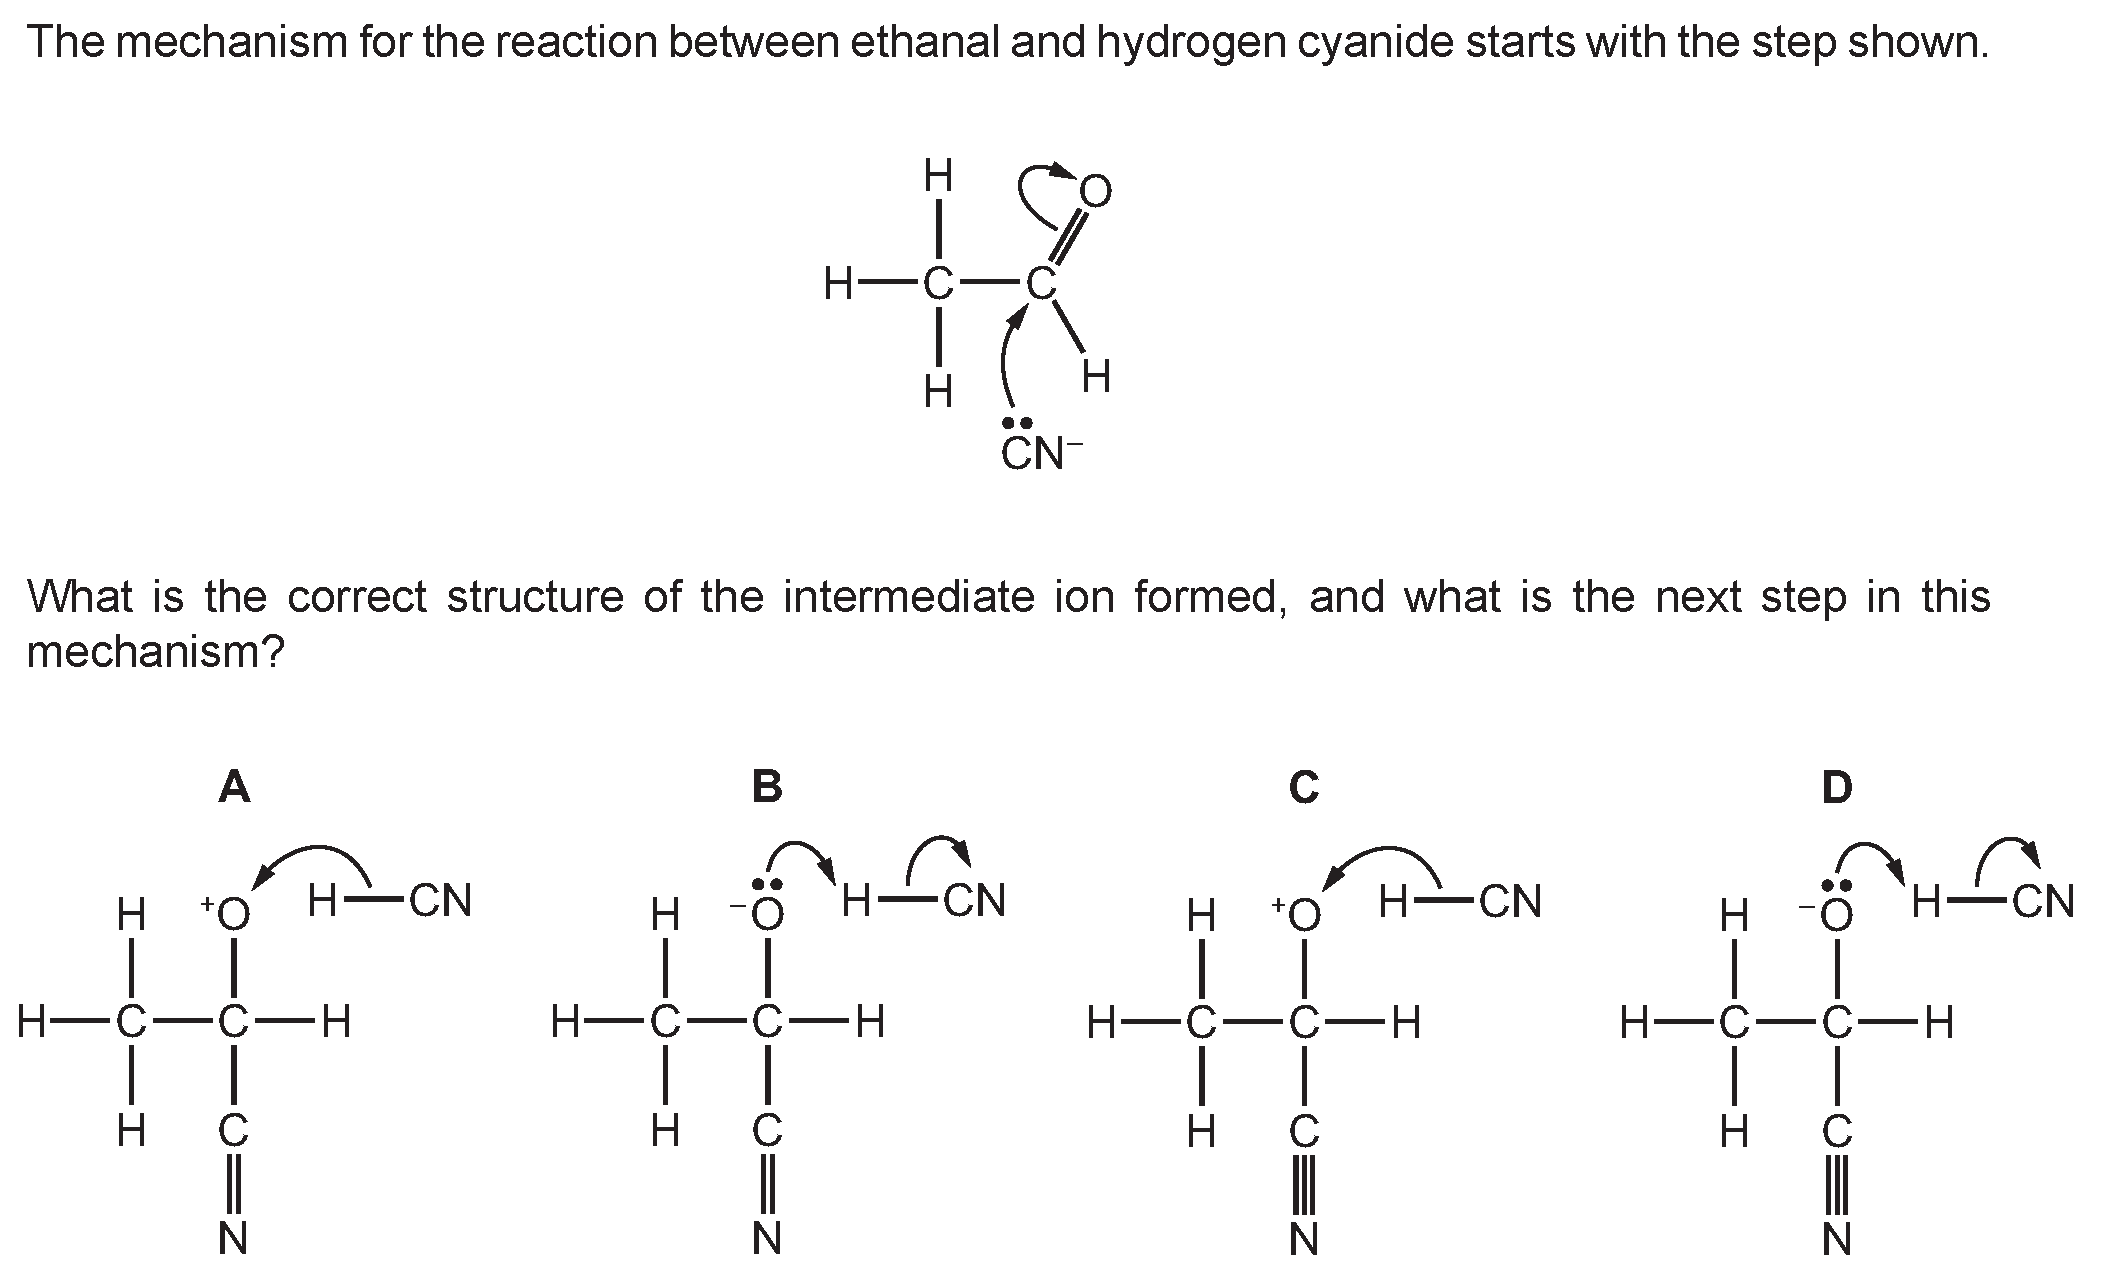 The mechanism for the reaction between ethanal and hydrogen cyanide starts with the step shown.
H
O
H C C
H
H
CN–
What is the correct structure of the intermediate ion formed, and what is the next step in this
mechanism?
A B C D
H +O H CN H –O H CN H +O H CN H –O H CN
H C C H H C C H H C C H H C C H
H C H C H C H C
N N N N